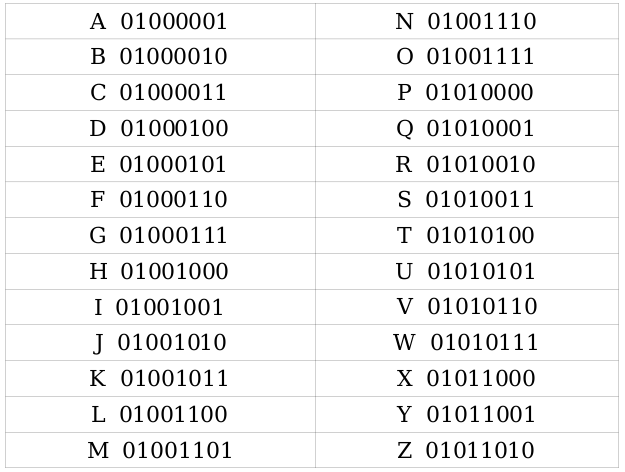 A 01000001
N 01001110
B 01000010
O 01001111
C 01000011
P 01010000
D 01000100
Q 01010001
E 01000101
R 01010010
F 01000110
S 01010011
G 01000111
T 01010100
H 01001000
U 01010101
I 01001001
V 01010110
J 01001010
W 01010111
K 01001011
X 01011000
L 01001100
Y 01011001
M 01001101
Z 01011010